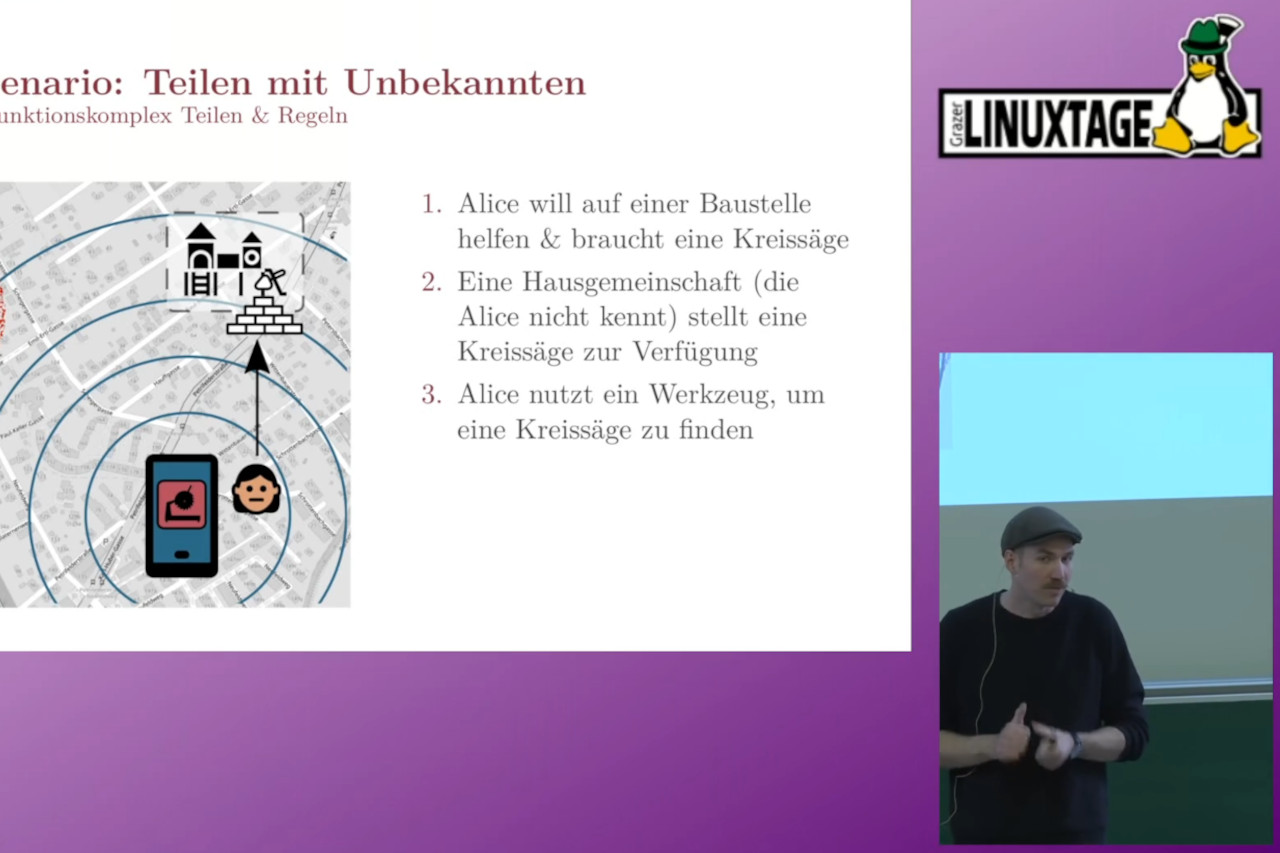 enario: Teilen mit Unbekannten
unktionskomplex Teilen & Regeln
1. Alice will auf einer Baustelle
helfen & braucht eine Kreissäge
2. Eine Hausgemeinschaft (die
Alice nicht kennt) stellt eine
Kreissäge zur Verfügung
3. Alice nutzt ein Werkzeug, um
eine Kreissäge zu finden
Grazer
LINUXTAGE